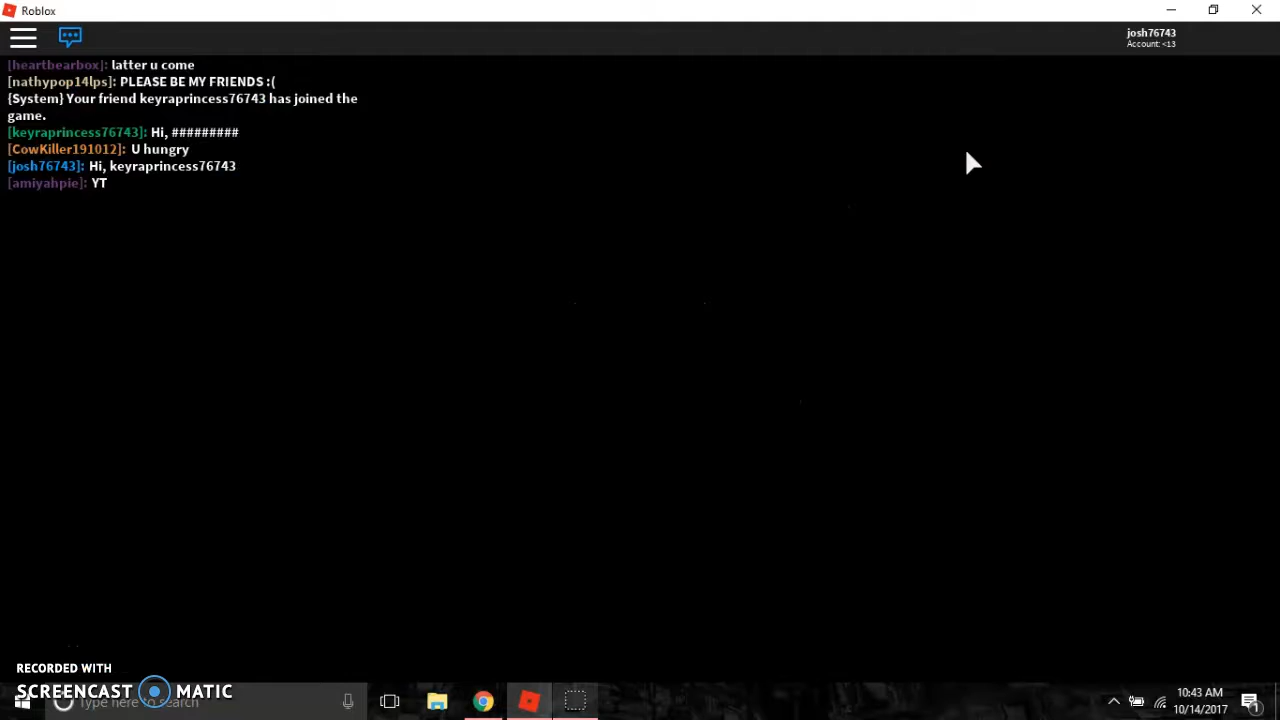 Roblox
josh76743
Account: <13
[heartbearbox]: latter u come
[nathypop14lps]: PLEASE BE MY FRIENDS :(
{System} Your friend keyraprincess76743 has joined the
game.
[keyraprincess76743]: Hi, #########
[CowKiller191012]: U hungry
[josh76743]: Hi, keyraprincess76743
[amiyahpie]: YT
RECORDED WITH
SCREENCAST MATIC
Type here to search
10:43 AM
10/14/2017
1